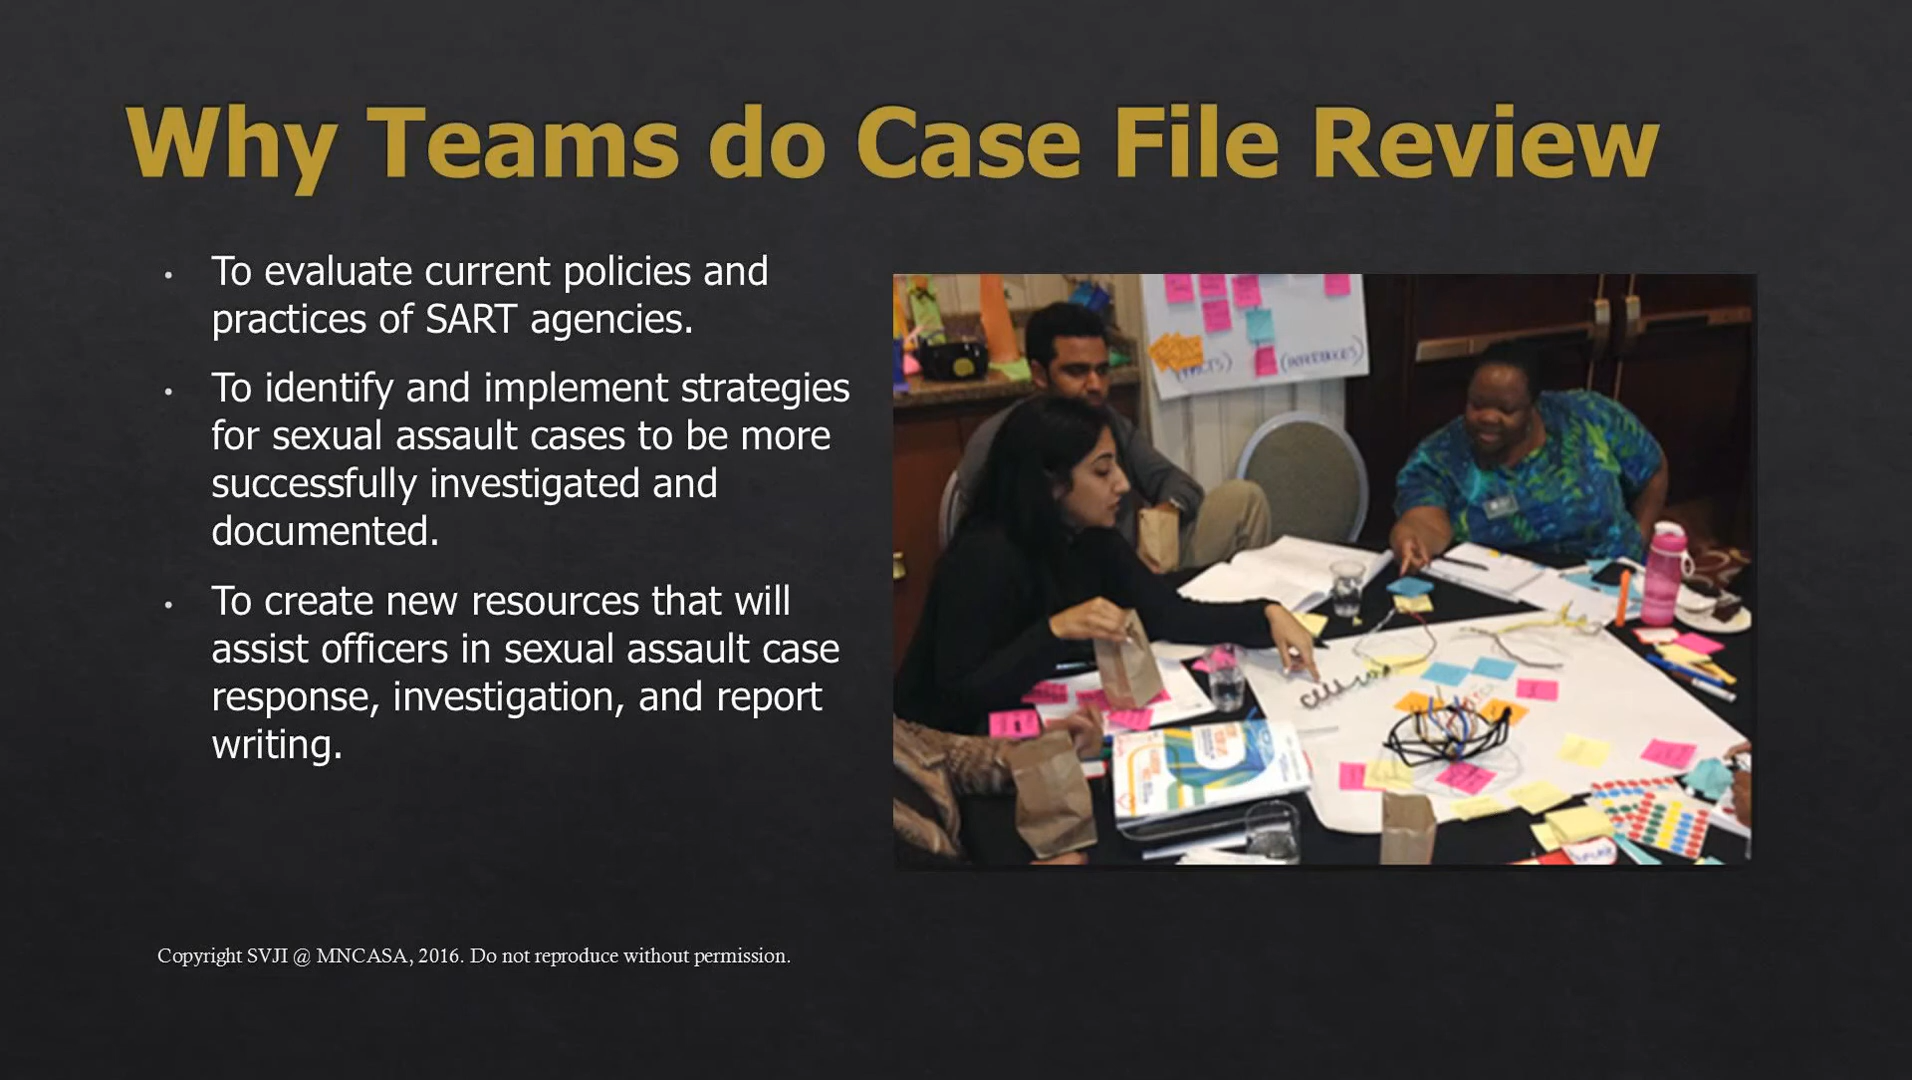 Why Teams do Case File Review
• To evaluate current policies and
practices of SART agencies.
• To identify and implement strategies
for sexual assault cases to be more
successfully investigated and
documented.
• To create new resources that will
assist officers in sexual assault case
response, investigation, and report
writing.
(FACTS)
(INFERENCES)
Copyright SVJI @ MNCASA, 2016. Do not reproduce without permission.